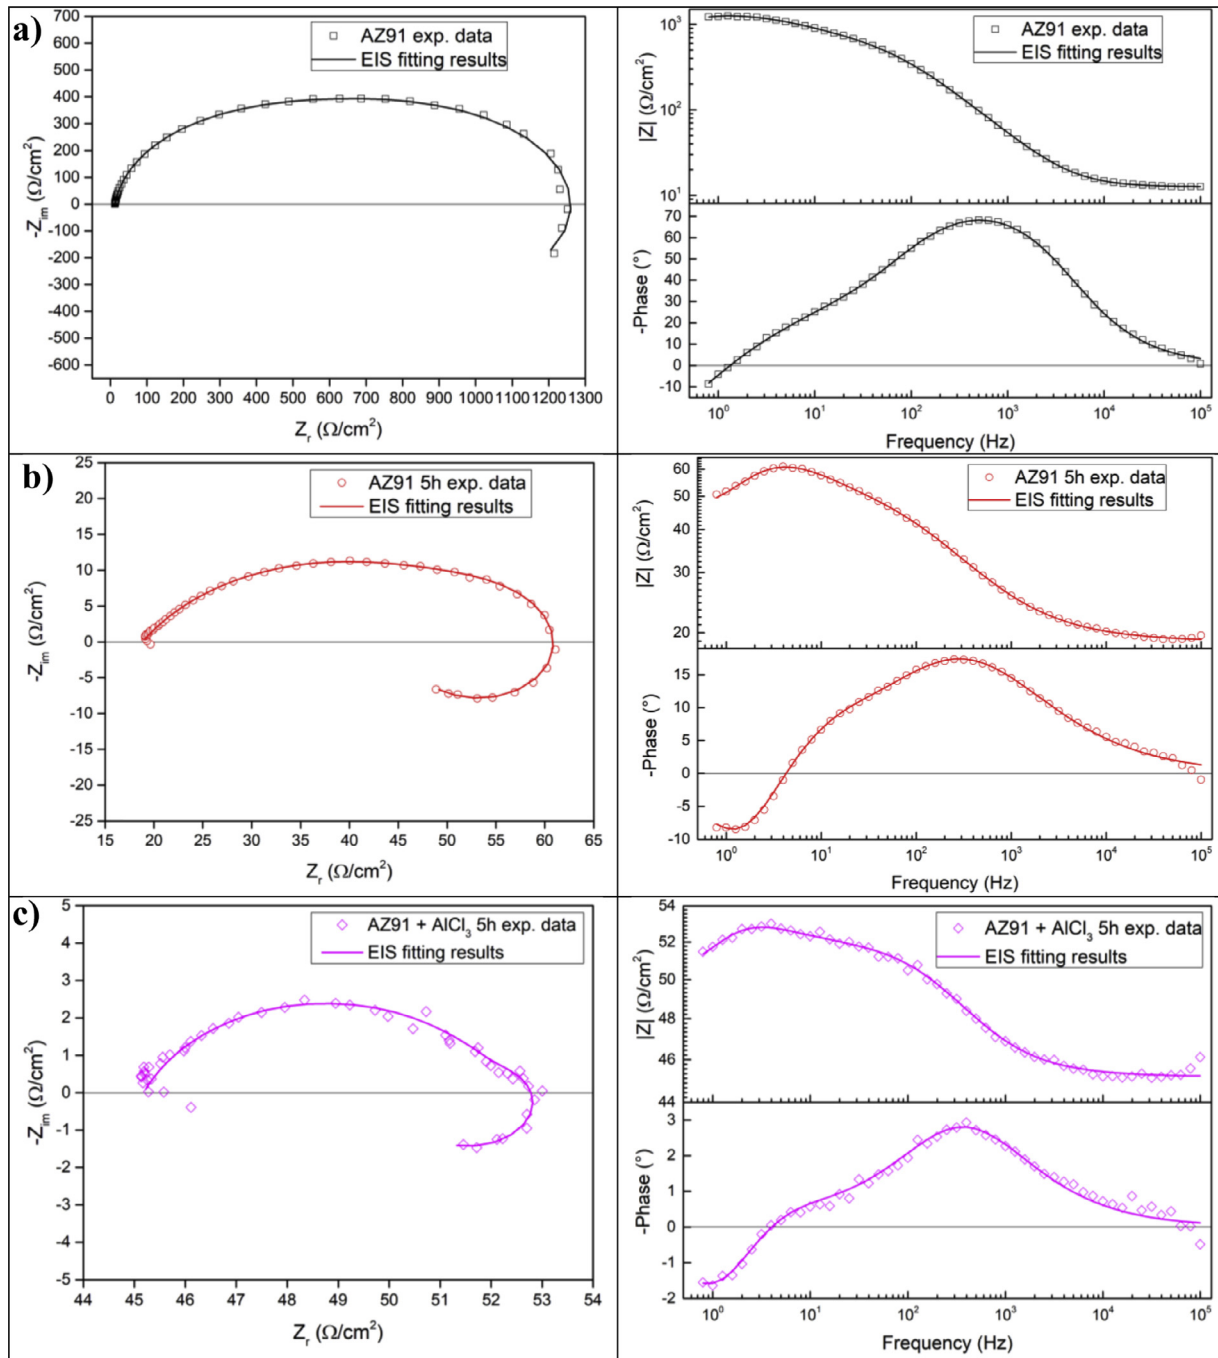 a)
700
600
500
400
300
200
100
0
-100
-200
-300
-400
-500
-600
-Zim (Ω/cm²)
AZ91 exp. data
EIS fitting results
0 100 200 300 400 500 600 700 800 900 1000 1100 1200 1300
Zr (Ω/cm²)
10³
10²
10¹
|Z| (Ω/cm²)
AZ91 exp. data
EIS fitting results
70
60
50
40
30
20
10
0
-10
-Phase (°)
10⁰ 10¹ 10² 10³ 10⁴ 10⁵
Frequency (Hz)
b)
25
20
15
10
5
0
-5
-10
-15
-20
-25
-Zim (Ω/cm²)
AZ91 5h exp. data
EIS fitting results
15 20 25 30 35 40 45 50 55 60 65
Zr (Ω/cm²)
60
50
40
30
20
|Z| (Ω/cm²)
AZ91 5h exp. data
EIS fitting results
15
10
5
0
-5
-10
-Phase (°)
10⁰ 10¹ 10² 10³ 10⁴ 10⁵
Frequency (Hz)
c)
5
4
3
2
1
0
-1
-2
-3
-4
-5
-Zim (Ω/cm²)
AZ91 + AlCl₃ 5h exp. data
EIS fitting results
44 45 46 47 48 49 50 51 52 53 54
Zr (Ω/cm²)
54
52
50
48
46
44
|Z| (Ω/cm²)
AZ91 + AlCl₃ 5h exp. data
EIS fitting results
3
2
1
0
-1
-2
-Phase (°)
10⁰ 10¹ 10² 10³ 10⁴ 10⁵
Frequency (Hz)